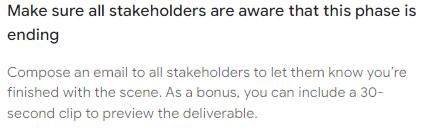 Make sure all stakeholders are aware that this phase is
ending
Compose an email to all stakeholders to let them know you're
finished with the scene. As a bonus, you can include a 30-
second clip to preview the deliverable.